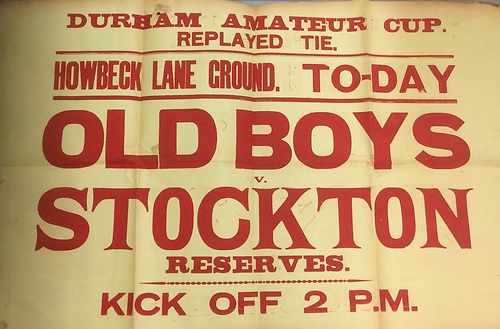 DURHAM AMATEUR CUP.
REPLAYED TIE.
HOWBECK LANE GROUND. TO-DAY
OLD BOYS
v.
STOCKTON
RESERVES.
KICK OFF 2 P.M.